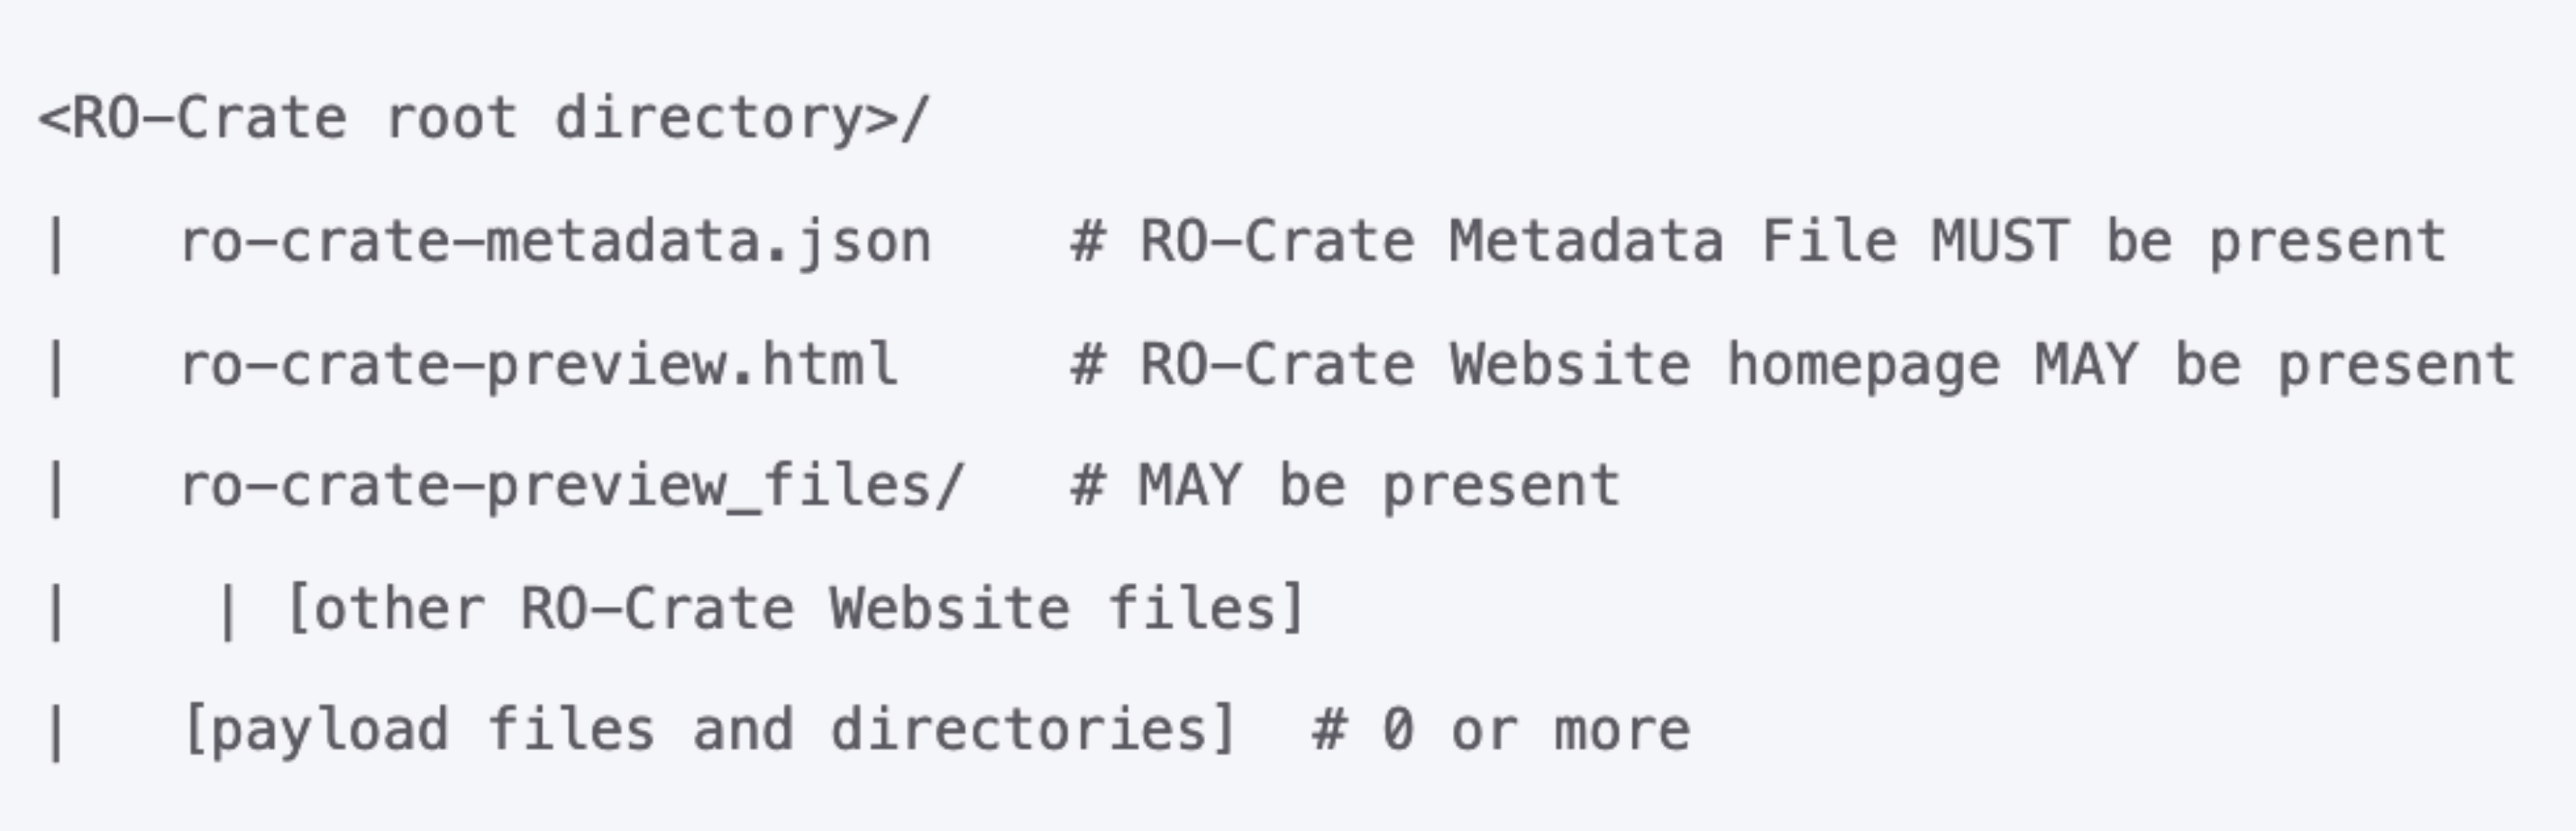 <RO-Crate root directory>/
|   ro-crate-metadata.json    # RO-Crate Metadata File MUST be present
|   ro-crate-preview.html     # RO-Crate Website homepage MAY be present
|   ro-crate-preview_files/   # MAY be present
|    | [other RO-Crate Website files]
|   [payload files and directories]  # 0 or more